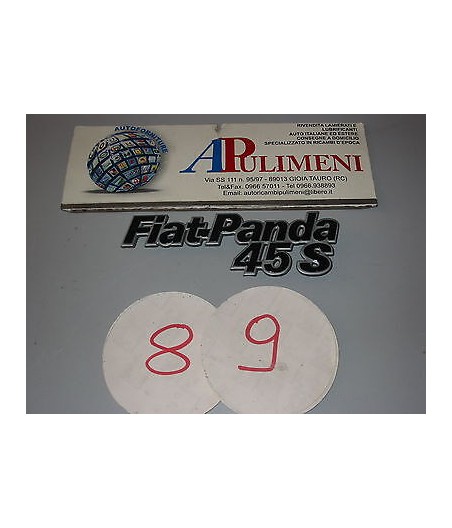 AUTOFORNITURE
RIVENDITA LAMIERATI E
LUBRIFICANTI
AUTO ITALIANE ED ESTERE
CONSEGNE A DOMICILIO
SPECIALIZZATO IN RICAMBI D'EPOCA
APULIMENI
Via SS 111 n. 95/97 - 89013 GIOIA TAURO (RC)
Tel&Fax. 0966 57011 - Tel 0966.938893
Email: autoricambipulimeni@libero.it
Fiat-Panda
45 S
8 9